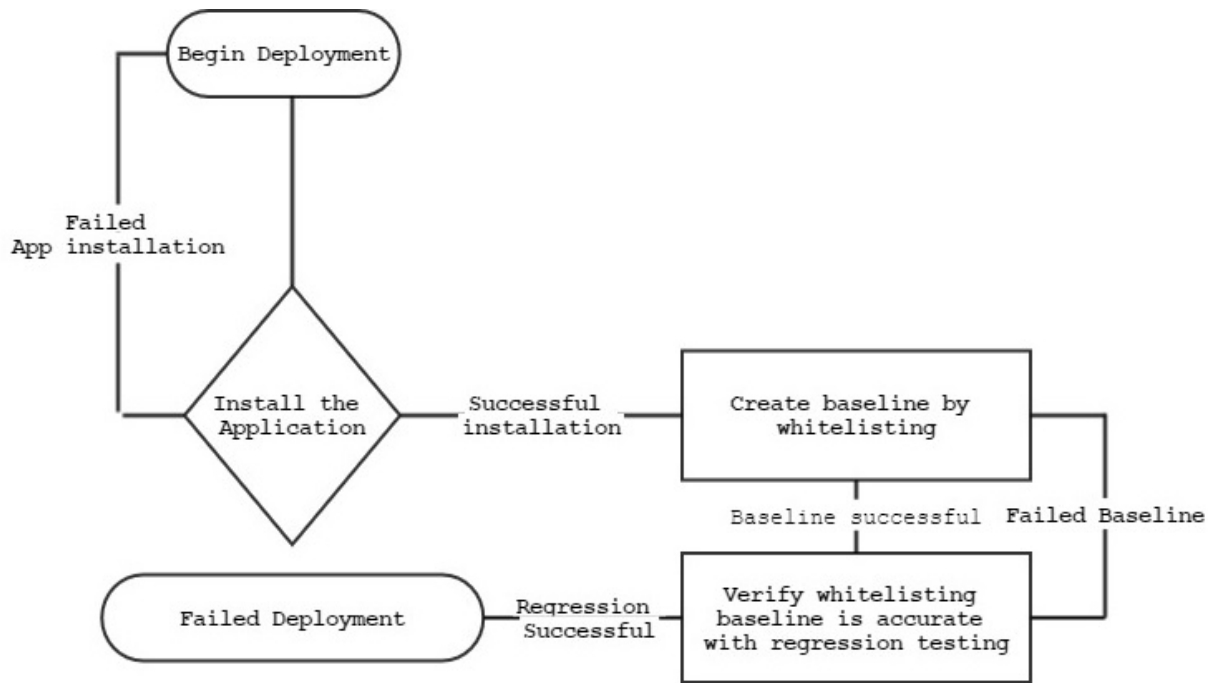 Begin Deployment
Failed
App installation
Install the
Application
Successful
installation
Create baseline by
whitelisting
Baseline successful
Failed Baseline
Verify whitelisting
baseline is accurate
with regression testing
Regression
Successful
Failed Deployment